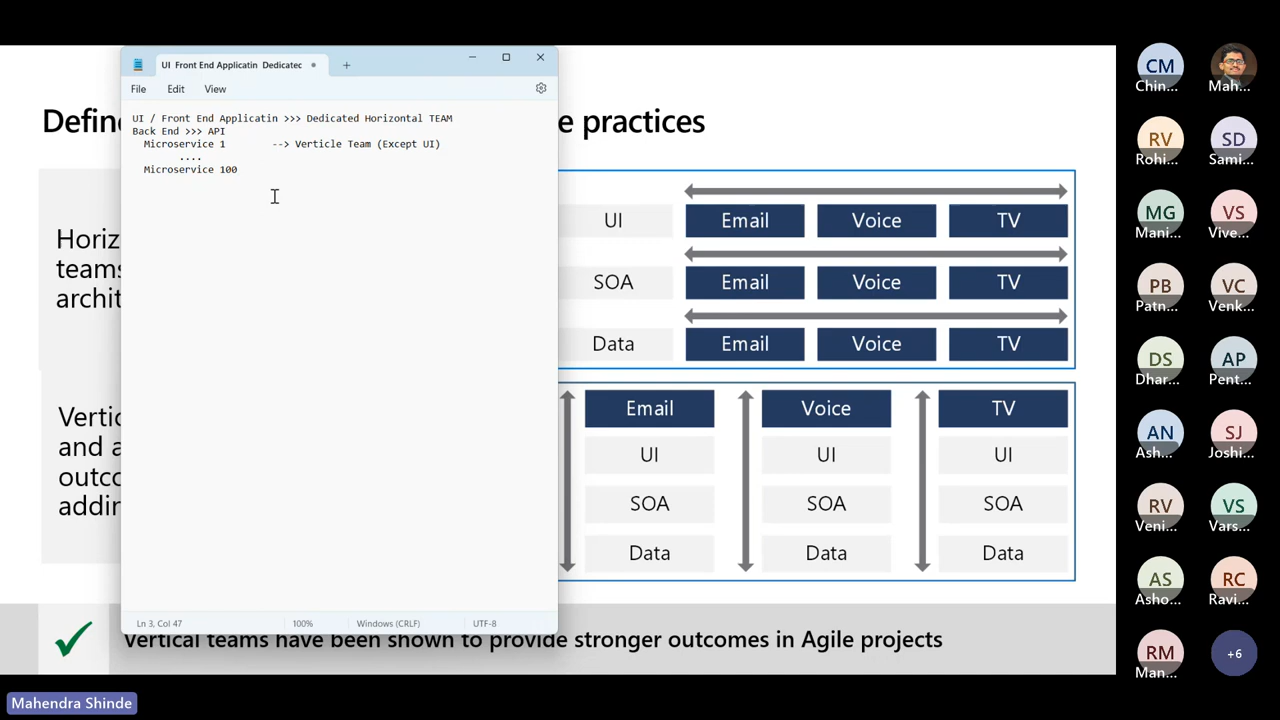 UI Front End Applicatin Dedicatec
File Edit View
UI / Front End Applicatin >>> Dedicated Horizontal TEAM
Back End >>> API
Microservice 1 --> Verticle Team (Except UI)
....
Microservice 100
Ln 3, Col 47 100% Windows (CRLF) UTF-8
Define
e practices
Horiz
teams
archit
UI Email Voice TV
SOA Email Voice TV
Data Email Voice TV
Vertic
and a
outco
addin
Email Voice TV
UI UI UI
SOA SOA SOA
Data Data Data
Vertical teams have been shown to provide stronger outcomes in Agile projects
Mahendra Shinde
CM
Chin... Mah...
RV SD
Rohi... Sami...
MG VS
Mani... Vive...
PB VC
Patn... Venk...
DS AP
Dhar... Pent...
AN SJ
Ash... Joshi...
RV VS
Veni... Vars...
AS RC
Asho... Ravi...
RM +6
Man...